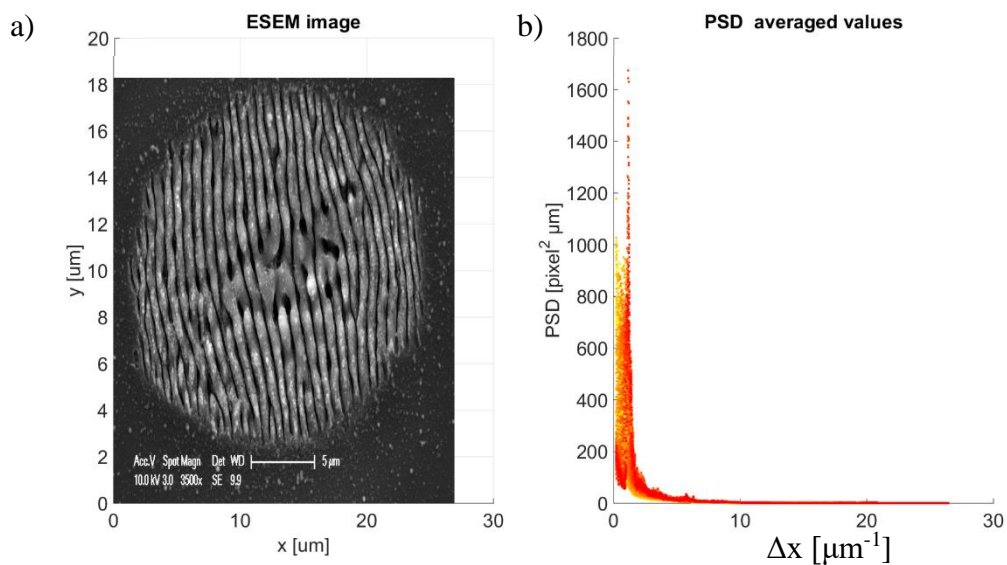 a)
ESEM image
20
18
16
14
12
10
8
6
4
2
0
y [um]
Acc.V Spot Magn Det WD 5 µm
10.0 kV 3.0 3500x SE 9.9
0 10 20 30
x [um]
b)
PSD averaged values
1800
1600
1400
1200
1000
800
600
400
200
0
PSD [pixel² µm]
0 10 20 30
Δx [µm⁻¹]